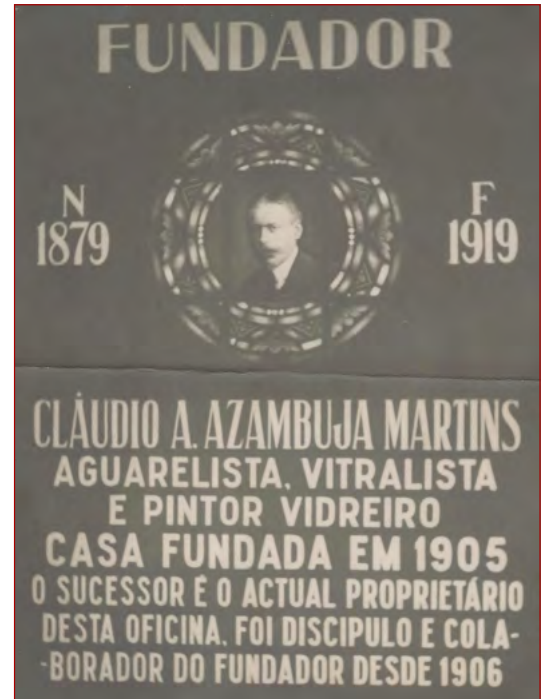 FUNDADOR
N
1879
F
1919
CLÁUDIO A. AZAMBUJA MARTINS
AGUARELISTA, VITRALISTA
E PINTOR VIDREIRO
CASA FUNDADA EM 1905
O SUCESSOR É O ACTUAL PROPRIETÁRIO
DESTA OFICINA. FOI DISCIPULO E COLA-
-BORADOR DO FUNDADOR DESDE 1906